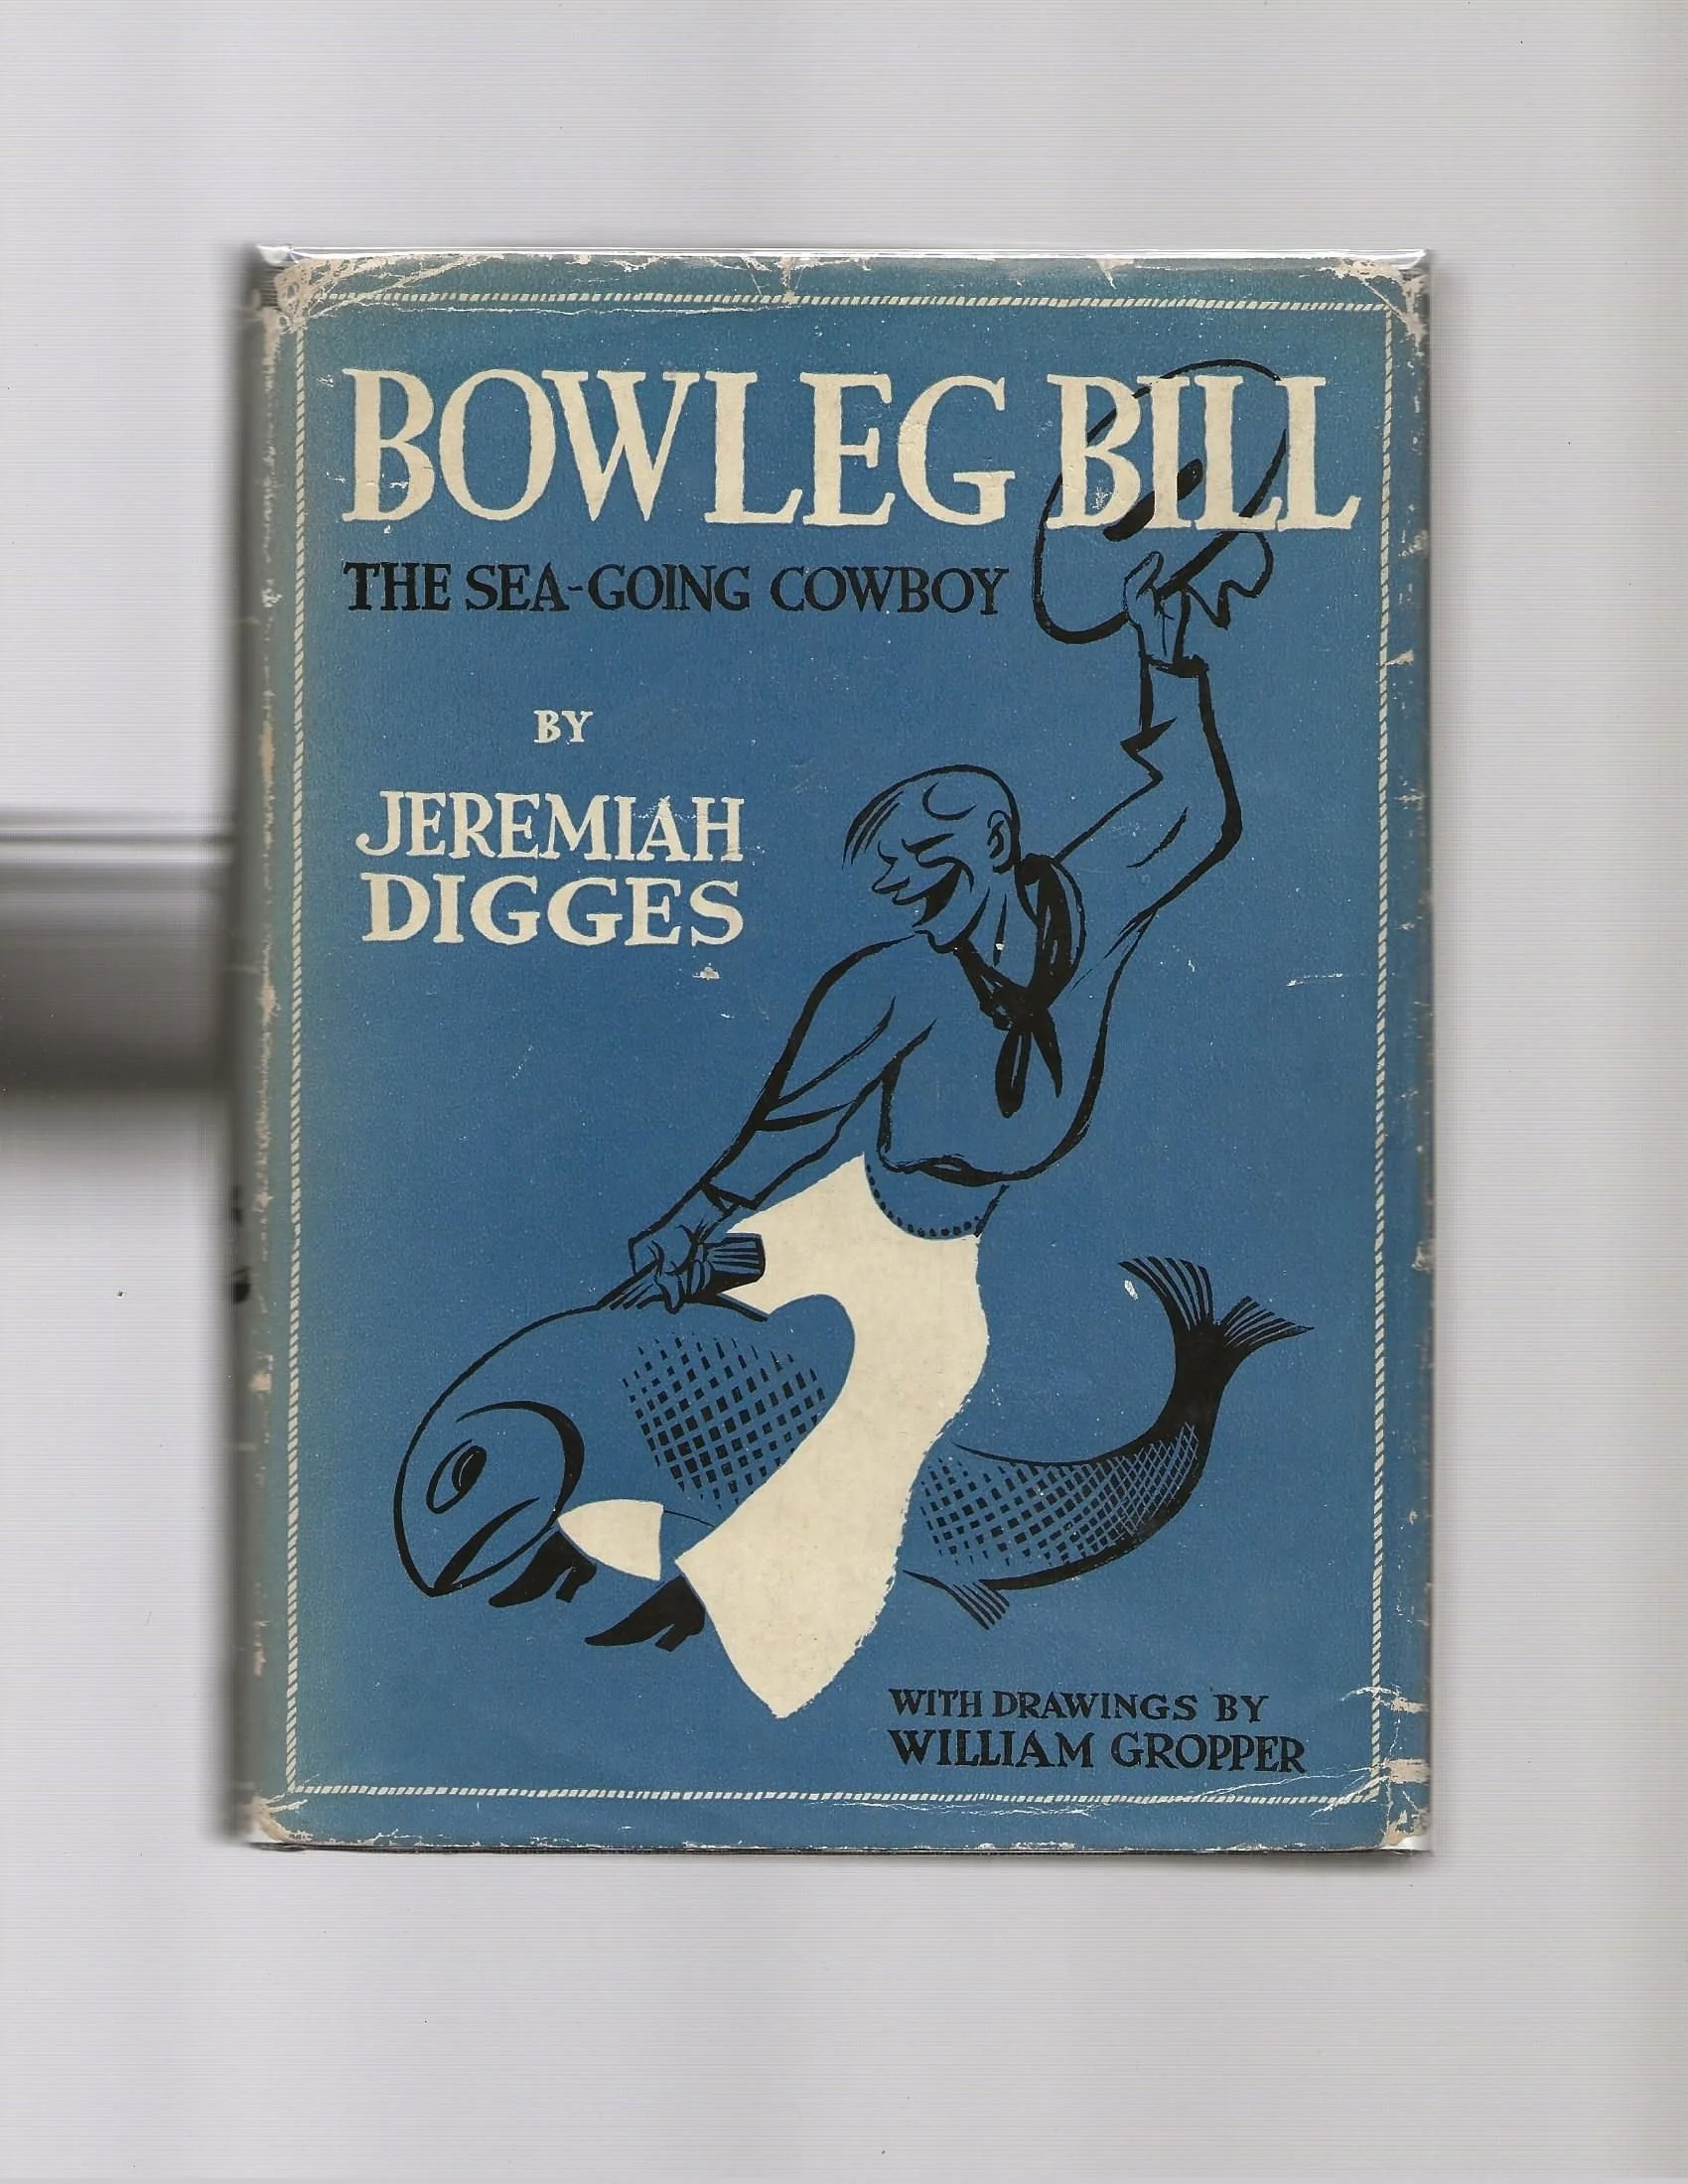 BOWLEG BILL
THE SEA-GOING COWBOY
BY
JEREMIAH
DIGGES
WITH DRAWINGS BY
WILLIAM GROPPER